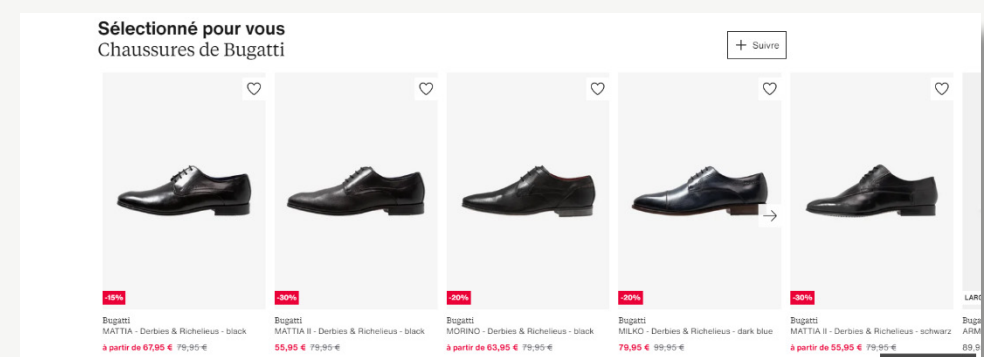 Sélectionné pour vous
Chaussures de Bugatti
+ Suivre
-15%
-30%
-20%
-20%
-30%
Bugatti
MATTIA - Derbies & Richelieus - black
à partir de 67,95 € 79,95 €
Bugatti
MATTIA II - Derbies & Richelieus - black
55,95 € 79,95 €
Bugatti
MORINO - Derbies & Richelieus - black
à partir de 63,95 € 79,95 €
Bugatti
MILKO - Derbies & Richelieus - dark blue
79,95 € 99,95 €
Bugatti
MATTIA II - Derbies & Richelieus - schwarz
à partir de 55,95 € 79,95 €